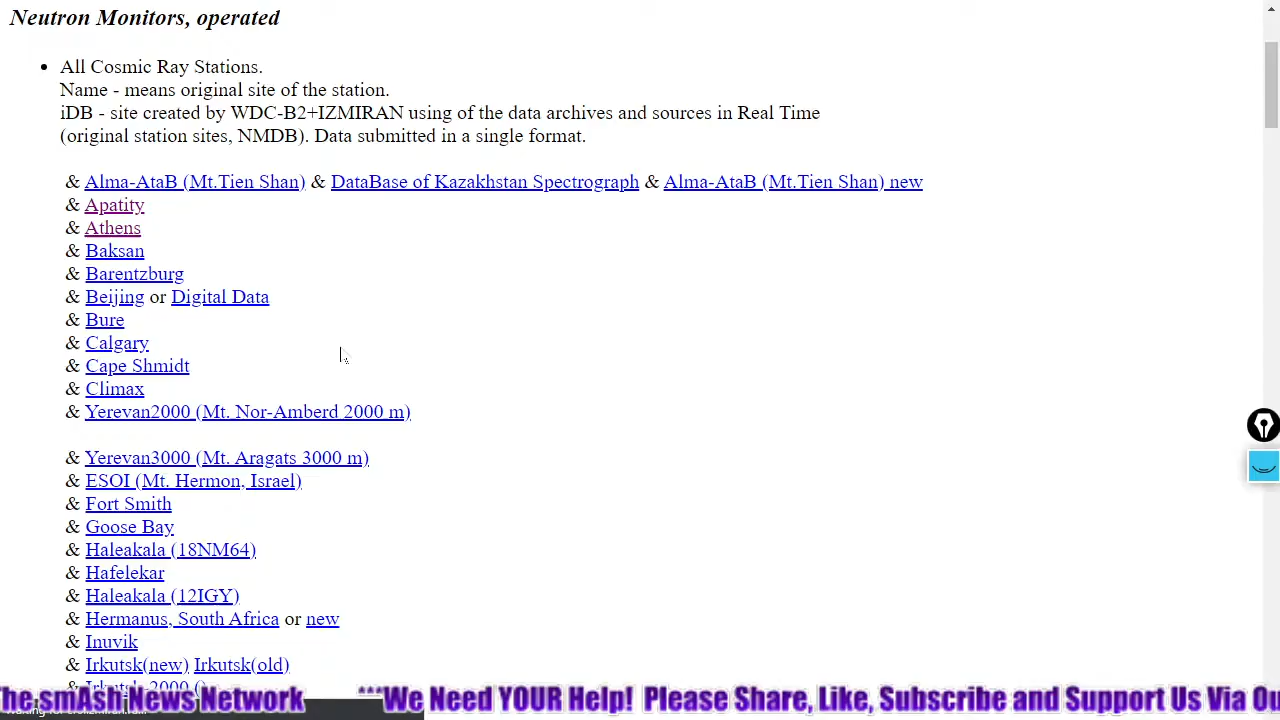 Neutron Monitors, operated
All Cosmic Ray Stations.
Name - means original site of the station.
iDB - site created by WDC-B2+IZMIRAN using of the data archives and sources in Real Time
(original station sites, NMDB). Data submitted in a single format.
& Alma-AtaB (Mt.Tien Shan) & DataBase of Kazakhstan Spectrograph & Alma-AtaB (Mt.Tien Shan) new
& Apatity
& Athens
& Baksan
& Barentzburg
& Beijing or Digital Data
& Bure
& Calgary
& Cape Shmidt
& Climax
& Yerevan2000 (Mt. Nor-Amberd 2000 m)
& Yerevan3000 (Mt. Aragats 3000 m)
& ESOI (Mt. Hermon, Israel)
& Fort Smith
& Goose Bay
& Haleakala (18NM64)
& Hafelekar
& Haleakala (12IGY)
& Hermanus, South Africa or new
& Inuvik
& Irkutsk(new) Irkutsk(old)
& Irkutsk-2000 ()
The smAsh News Network ***We Need YOUR Help! Please Share, Like, Subscribe and Support Us Via Ou